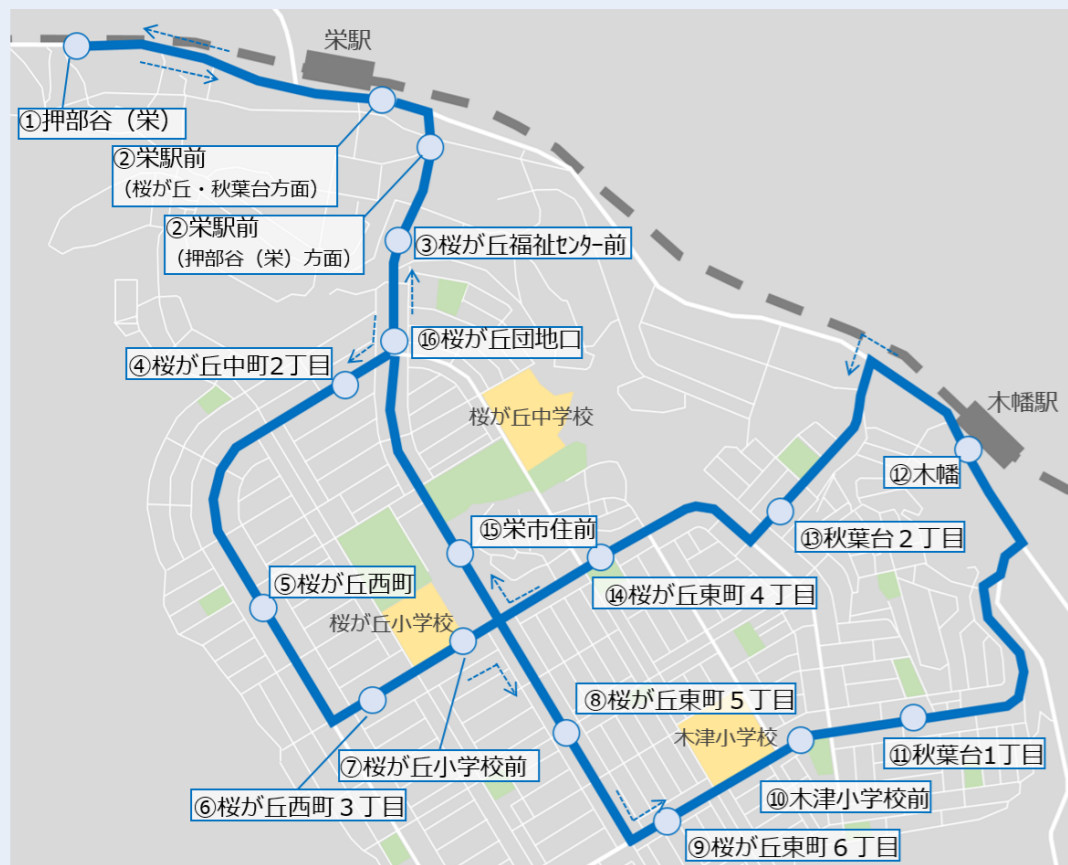 栄駅
①押部谷（栄）
②栄駅前
（桜が丘・秋葉台方面）
②栄駅前
（押部谷（栄）方面）
③桜が丘福祉ｾﾝﾀｰ前
⑯桜が丘団地口
④桜が丘中町2丁目
桜が丘中学校
木幡駅
⑫木幡
⑮栄市住前
⑬秋葉台２丁目
⑤桜が丘西町
⑭桜が丘東町４丁目
桜が丘小学校
⑧桜が丘東町５丁目
木津小学校
⑪秋葉台1丁目
⑦桜が丘小学校前
⑩木津小学校前
⑥桜が丘西町３丁目
⑨桜が丘東町６丁目